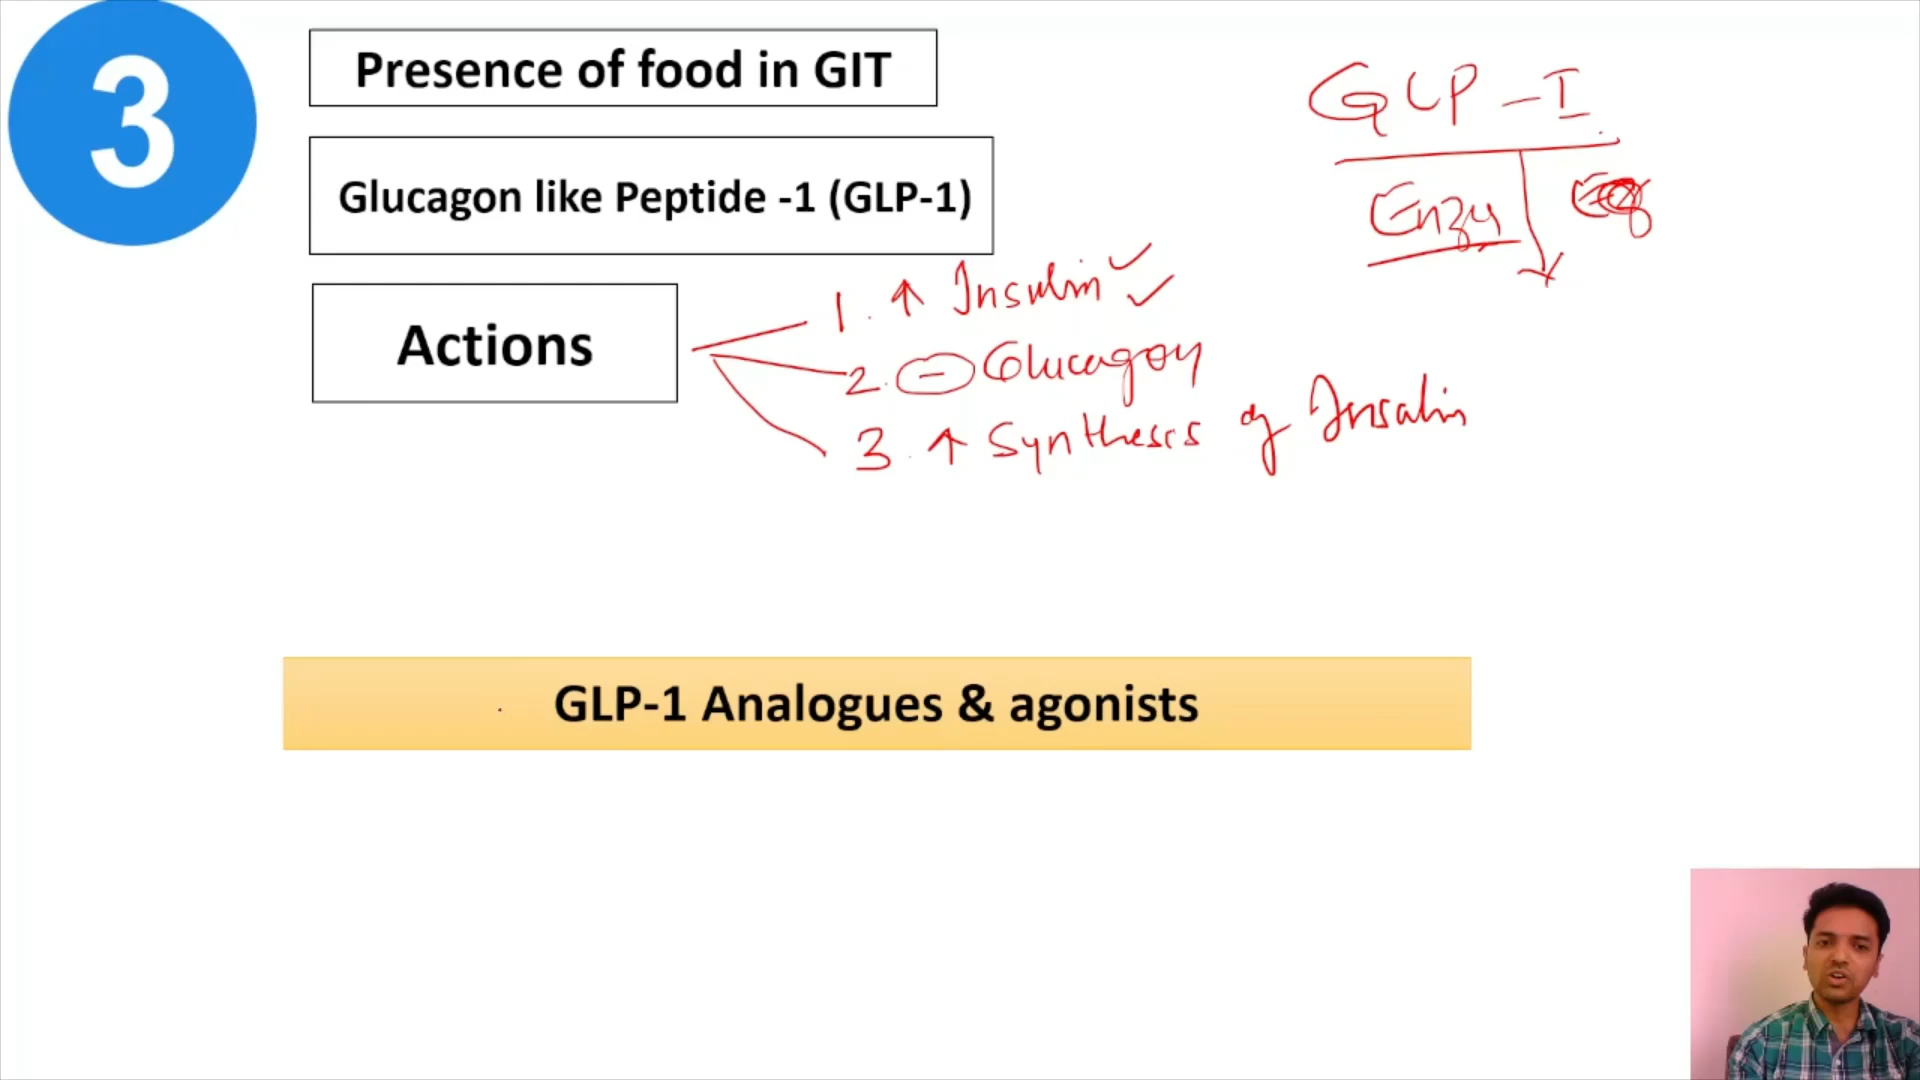 3
Presence of food in GIT
GLP-I
Glucagon like Peptide -1 (GLP-1)
Enzy
1. ↑ Insulin ✓✓
Actions
2. ⊖ Glucagon
3. ↑ Synthesis of Insulin
GLP-1 Analogues & agonists